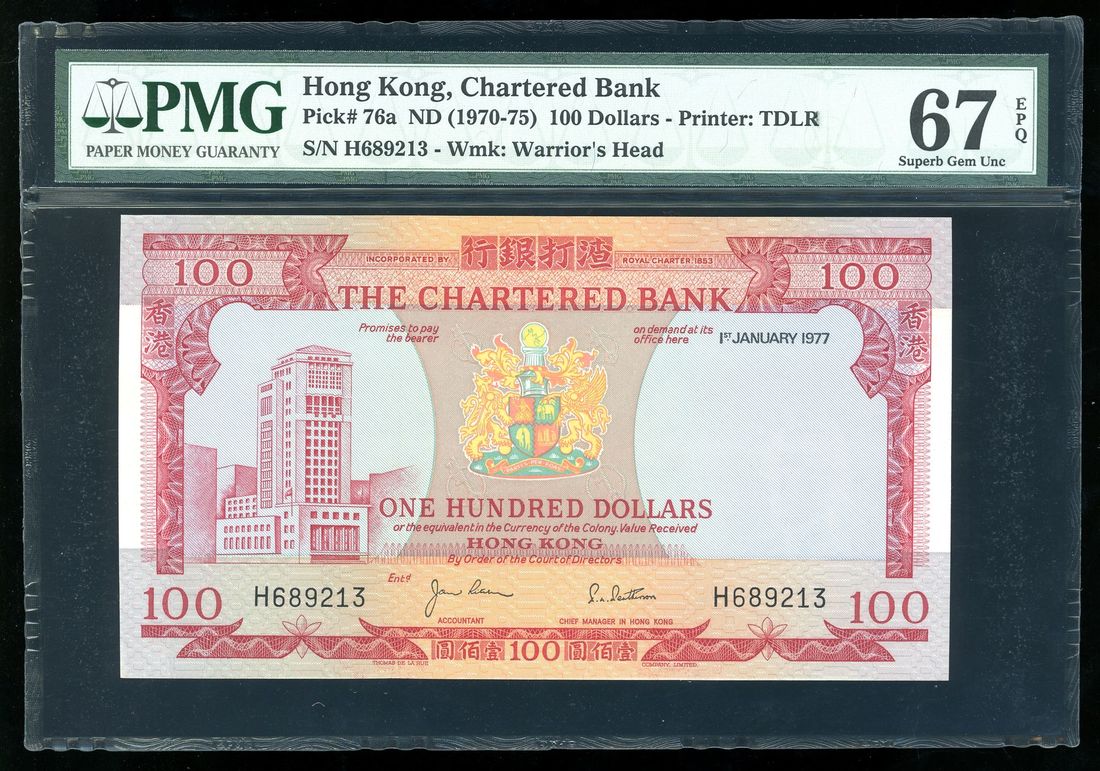 PMG
PAPER MONEY GUARANTY
Hong Kong, Chartered Bank
Pick# 76a ND (1970-75) 100 Dollars - Printer: TDLR
S/N H689213 - Wmk: Warrior's Head
67
EPQ
Superb Gem Unc
INCORPORATED BY 行銀打渣 ROYAL CHARTER 1853
100 100
THE CHARTERED BANK
香港 香港
Promises to pay the bearer
on demand at its office here
1ST JANUARY 1977
ONE HUNDRED DOLLARS
or the equivalent in the Currency of the Colony. Value Received
HONG KONG
By Order of the Court of Directors
Entd
H689213 H689213
100 100
ACCOUNTANT CHIEF MANAGER IN HONG KONG
圓佰壹 100 圓佰壹
THOMAS DE LA RUE COMPANY, LIMITED.